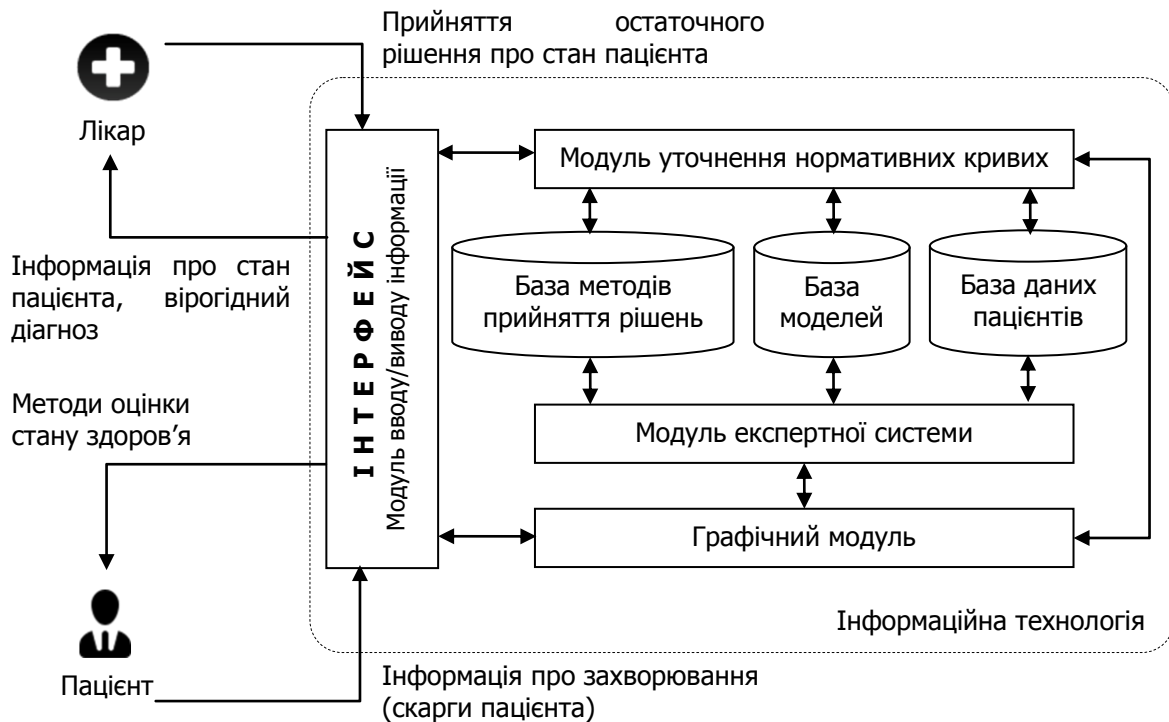 Прийняття остаточного
рішення про стан пацієнта
Лікар
Інформація про стан
пацієнта, вірогідний
діагноз
Методи оцінки
стану здоров’я
Пацієнт
Інформація про захворювання
(скарги пацієнта)
ІНТЕРФЕЙС
Модуль вводу/виводу інформації
Модуль уточнення нормативних кривих
База методів
прийняття рішень
База
моделей
База даних
пацієнтів
Модуль експертної системи
Графічний модуль
Інформаційна технологія